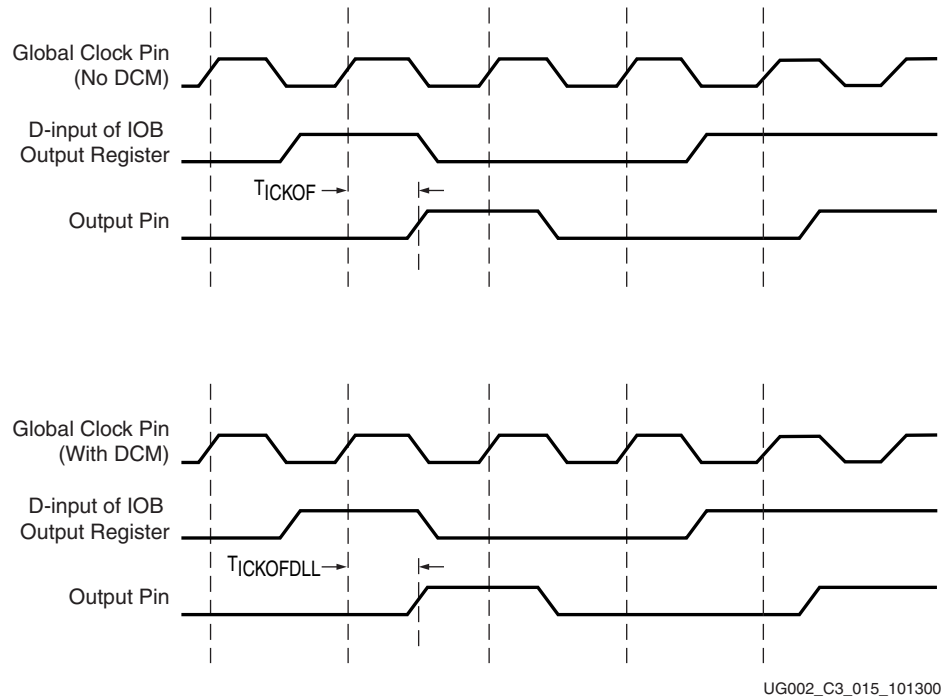 Global Clock Pin
(No DCM)
D-input of IOB
Output Register
TICKOF
Output Pin
Global Clock Pin
(With DCM)
D-input of IOB
Output Register
TICKOFDLL
Output Pin
UG002_C3_015_101300